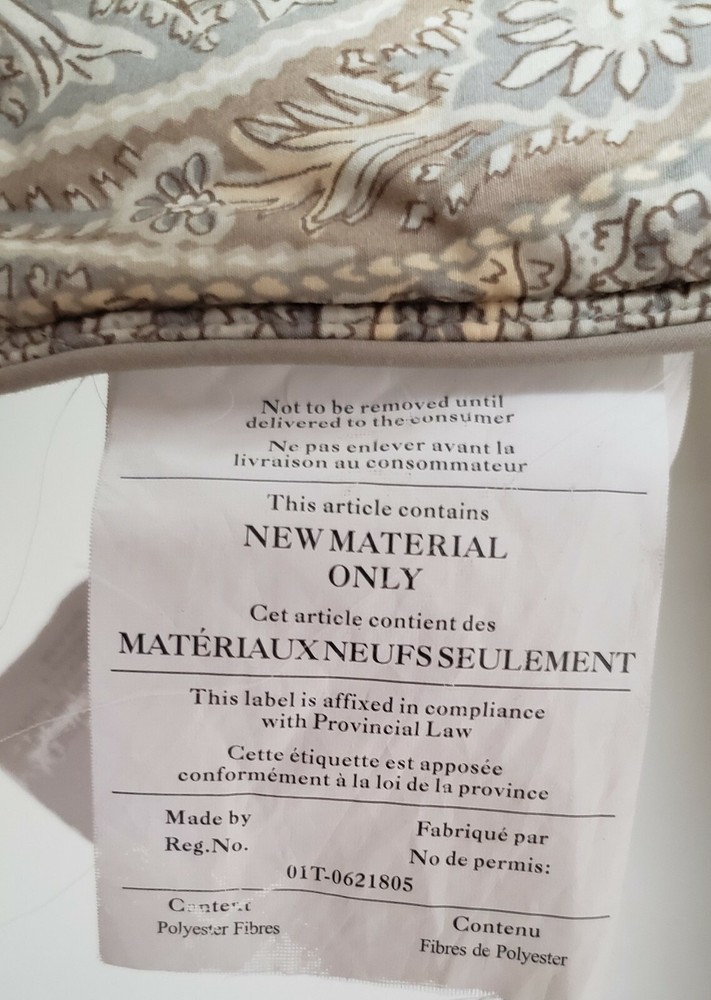 Not to be removed until
delivered to the consumer
Ne pas enlever avant la
livraison au consommateur
This article contains
NEW MATERIAL
ONLY
Cet article contient des
MATÉRIAUX NEUFS SEULEMENT
This label is affixed in compliance
with Provincial Law
Cette étiquette est apposée
conformément à la loi de la province
Made by
Reg.No.
Fabriqué par
No de permis:
01T-0621805
Content
Polyester Fibres
Contenu
Fibres de Polyester